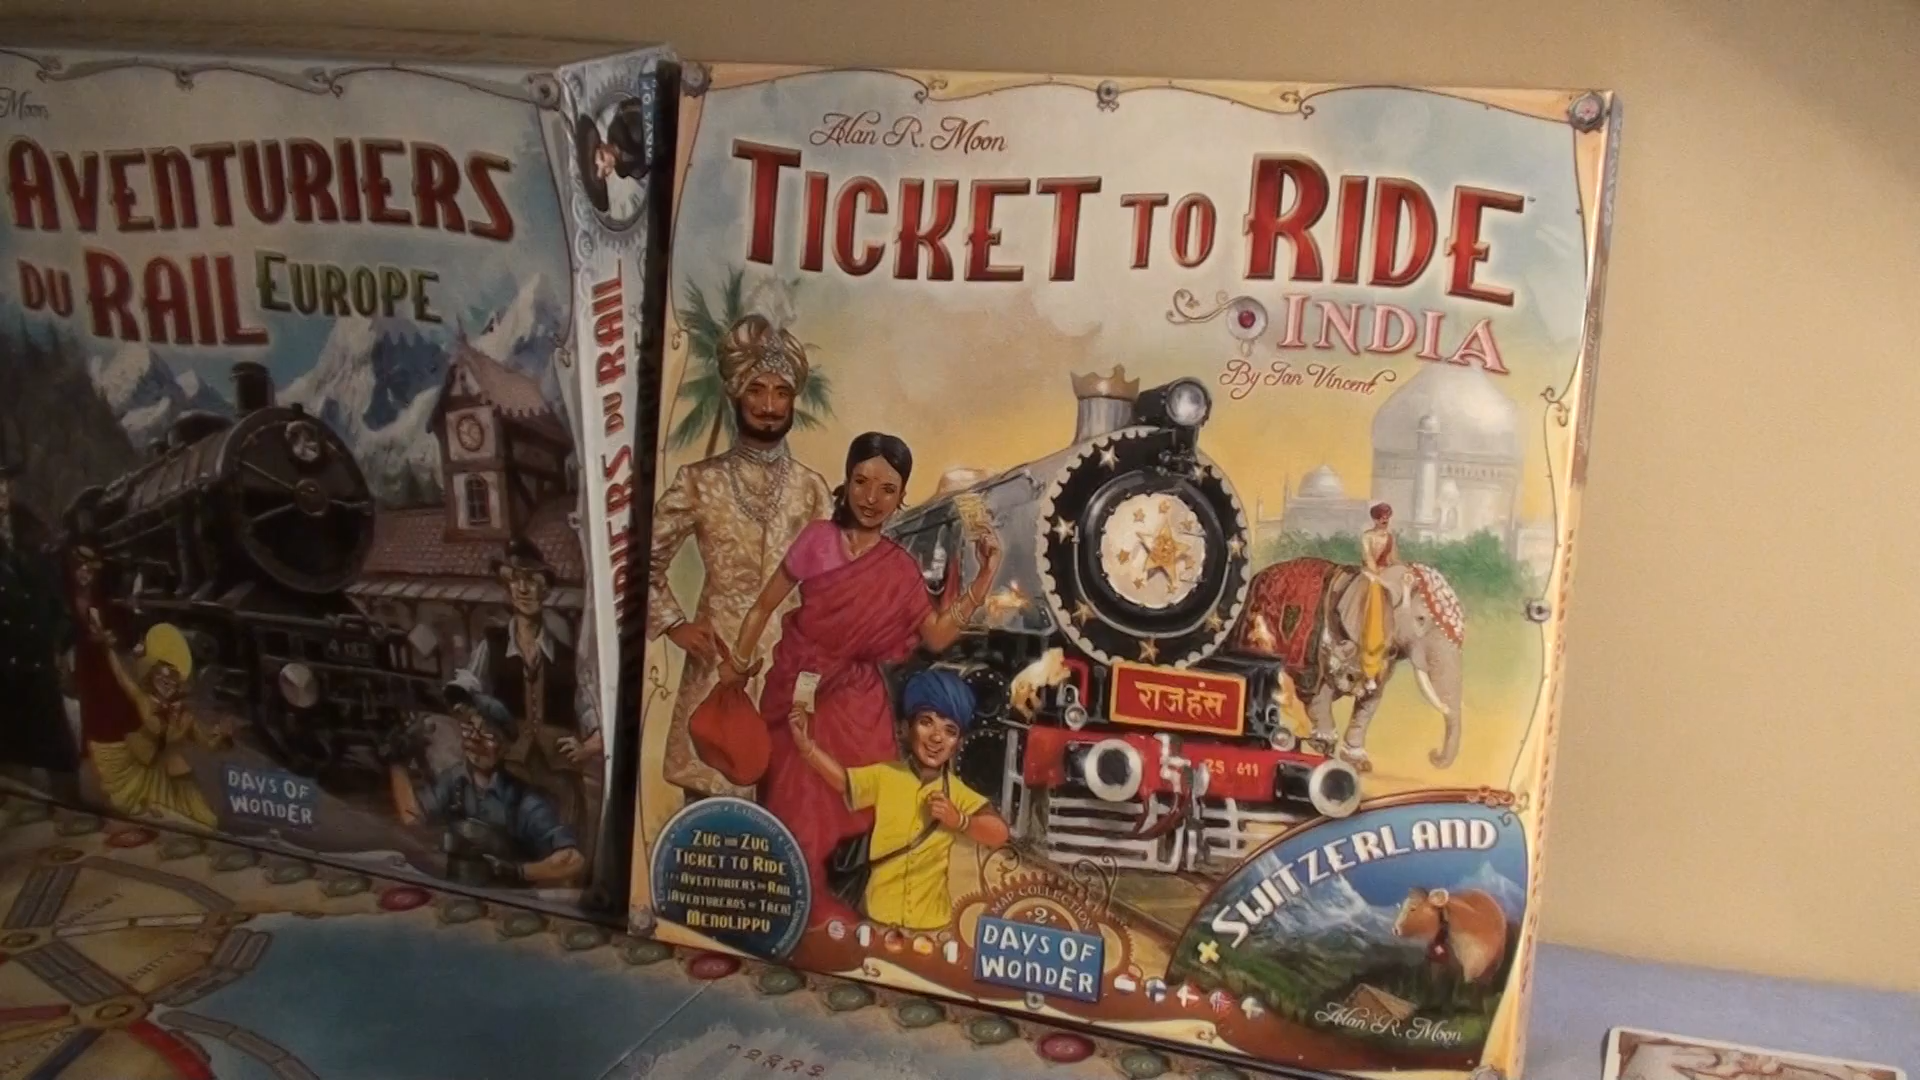 Moon
AVENTURIERS
DU RAIL EUROPE
DAYS OF
WONDER
DAYS OF
DU RAIL
Alan R. Moon
TICKET TO RIDE
INDIA
By Ian Vincent
राजहंस
ZS 611
ZUG UM ZUG
TICKET TO RIDE
AVENTURIERS DU RAIL
¡AVENTUREROS AL TREN!
MENOLIPPU
MAP COLLECTION
2
DAYS OF
WONDER
+ SWITZERLAND
Alan R. Moon